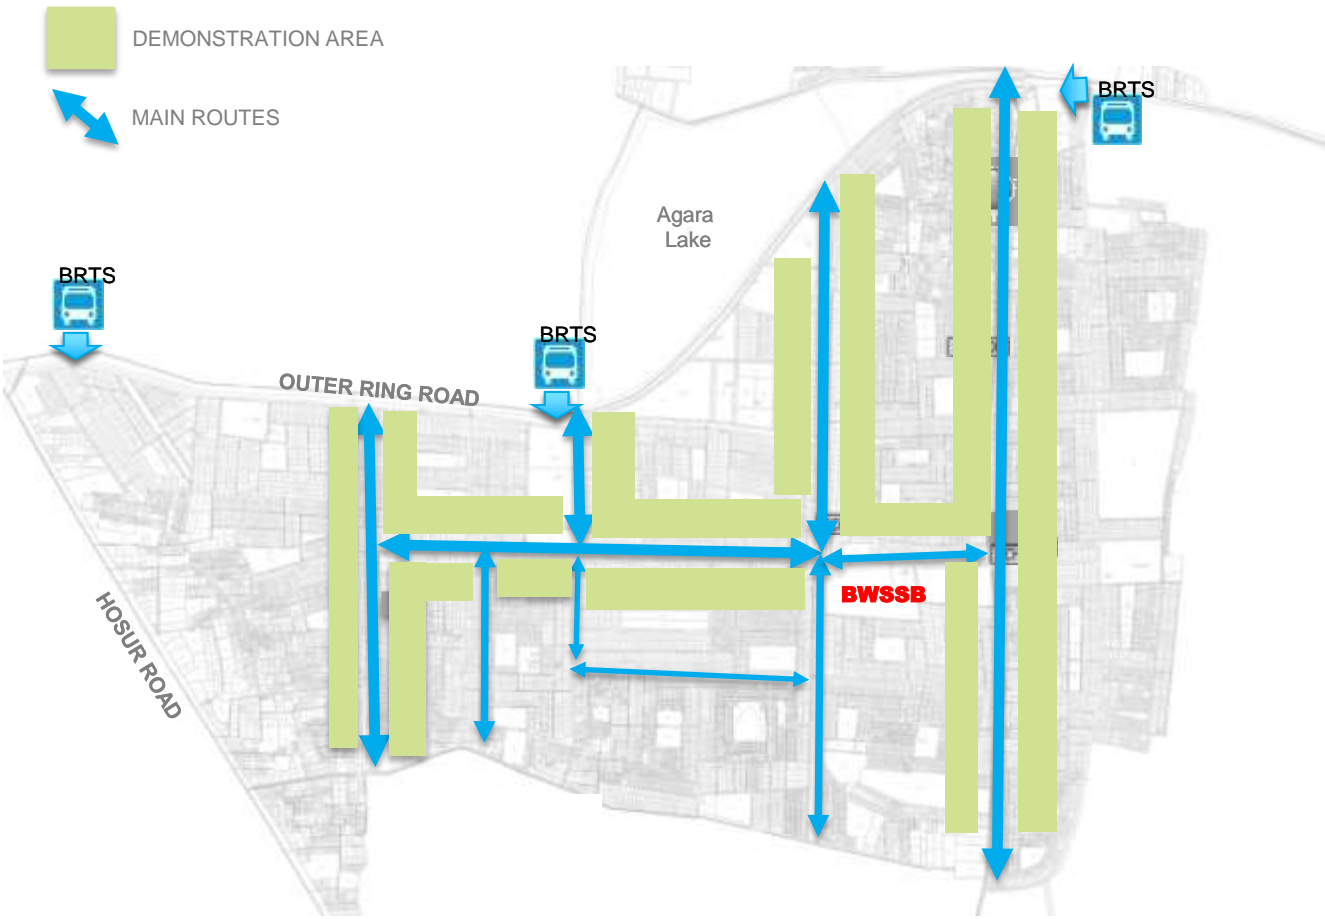 DEMONSTRATION AREA
MAIN ROUTES
BRTS
Agara
Lake
BRTS
BRTS
OUTER RING ROAD
BWSSB
HOSUR ROAD